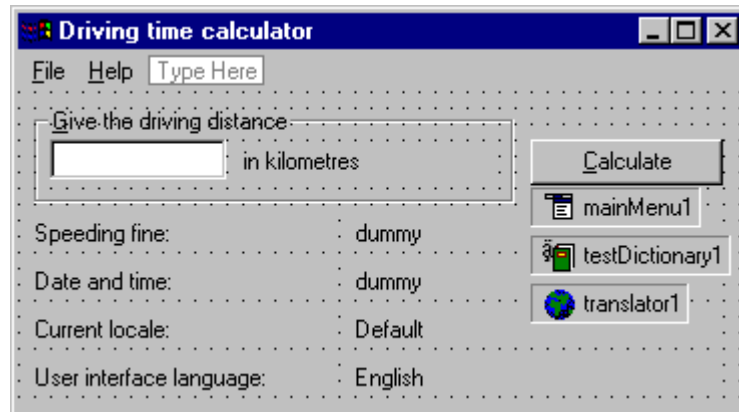 Driving time calculator
File Help Type Here
Give the driving distance
in kilometres
Calculate
mainMenu1
Speeding fine: dummy
testDictionary1
Date and time: dummy
translator1
Current locale: Default
User interface language: English